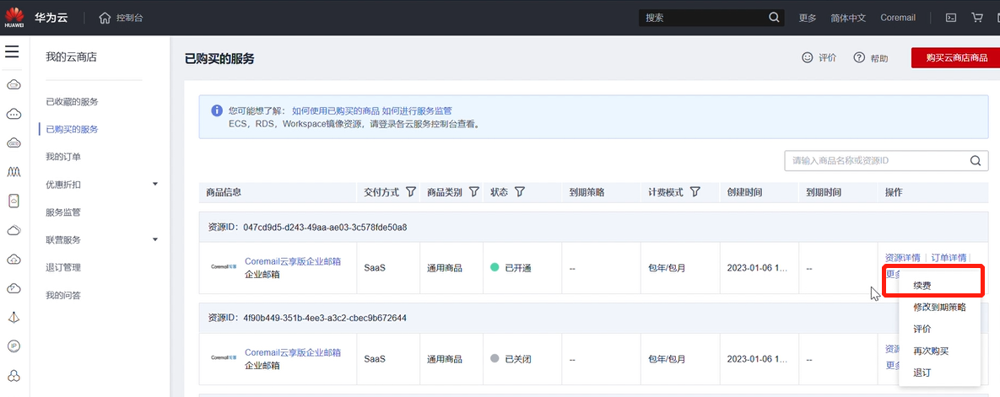 HUAWEI 华为云 控制台 搜索 更多 简体中文 Coremail
我的云商店
已收藏的服务
已购买的服务
我的订单
优惠折扣
服务监管
联营服务
退订管理
我的问答
已购买的服务 评价 帮助 购买云商店商品
您可能想了解： 如何使用已购买的商品 如何进行服务监管
ECS，RDS，Workspace镜像资源，请登录各云服务控制台查看。
请输入商品名称或资源ID
商品信息 交付方式 商品类别 状态 到期策略 计费模式 创建时间 到期时间 操作
资源ID：047cd9d5-d243-49aa-ae03-3c578fde50a8
Coremail云享版企业邮箱
企业邮箱
SaaS 通用商品 已开通 -- 包年/包月 2023-01-06 1... -- 资源详情 | 订单详情 |
更多
续费
修改到期策略
评价
再次购买
退订
资源ID：4f90b449-351b-4ee3-a3c2-cbec9b672644
Coremail云享版企业邮箱
企业邮箱
SaaS 通用商品 已关闭 -- 包年/包月 2023-01-06 1... -- 资源
更多